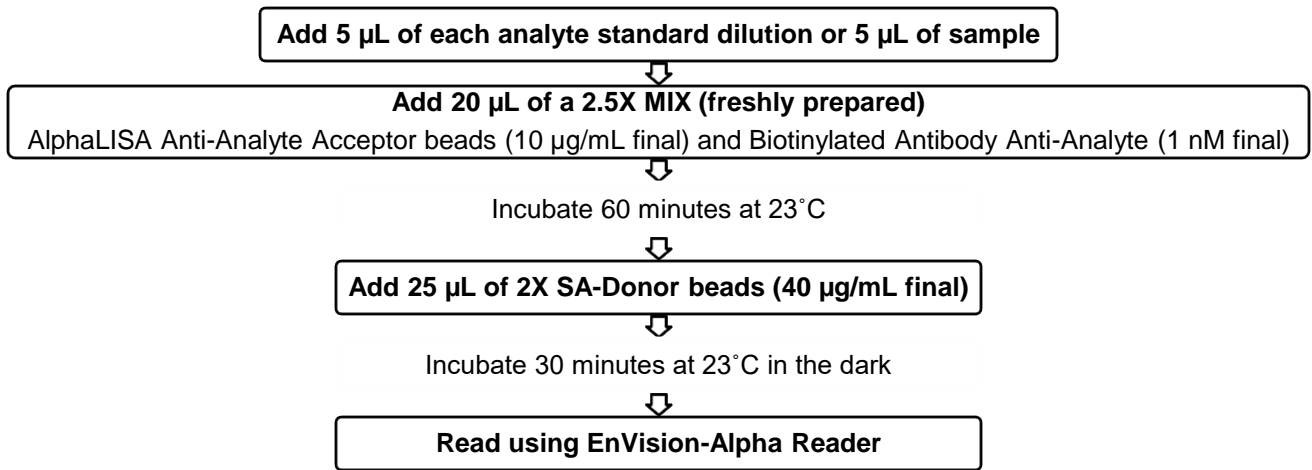 Add 5 µL of each analyte standard dilution or 5 µL of sample
Add 20 µL of a 2.5X MIX (freshly prepared)
AlphaLISA Anti-Analyte Acceptor beads (10 µg/mL final) and Biotinylated Antibody Anti-Analyte (1 nM final)
Incubate 60 minutes at 23˚C
Add 25 µL of 2X SA-Donor beads (40 µg/mL final)
Incubate 30 minutes at 23˚C in the dark
Read using EnVision-Alpha Reader